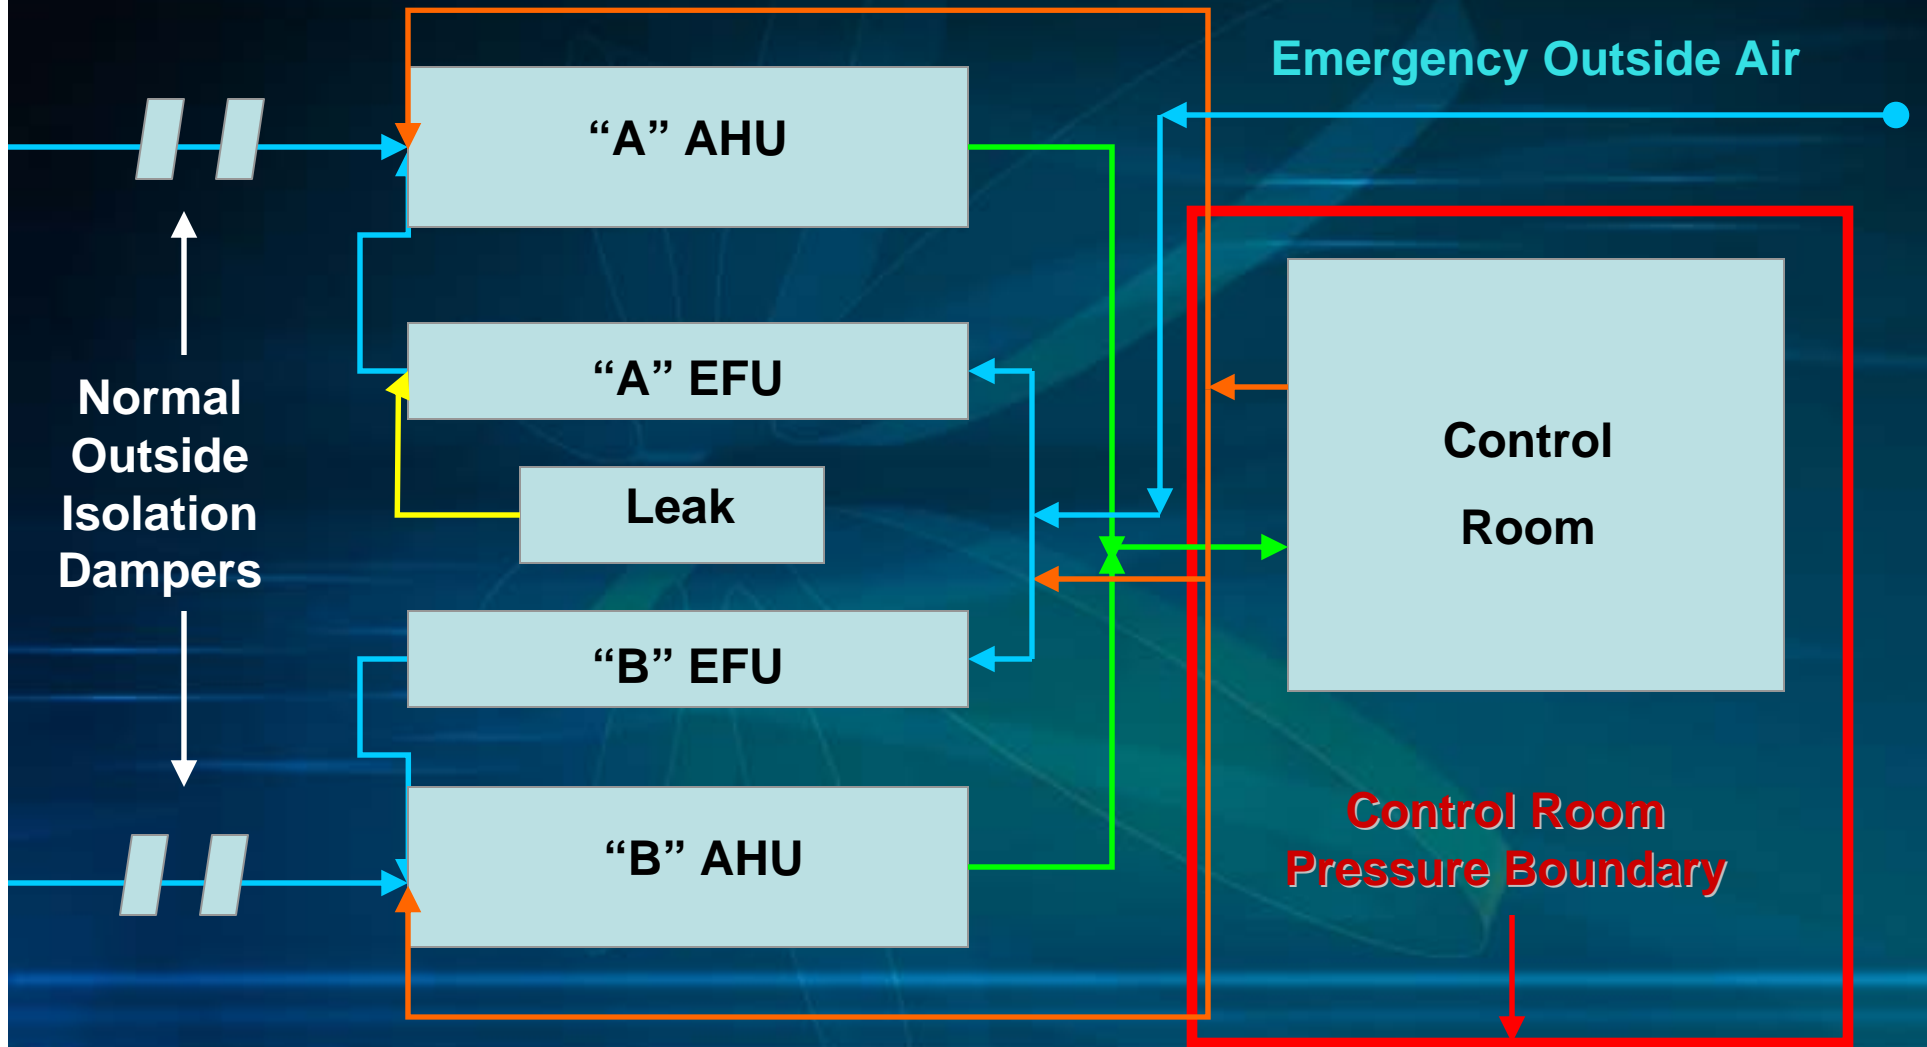 Emergency Outside Air
“A” AHU
“A” EFU
Normal
Outside
Isolation
Dampers
Leak
Control
Room
“B” EFU
“B” AHU
Control Room
Pressure Boundary